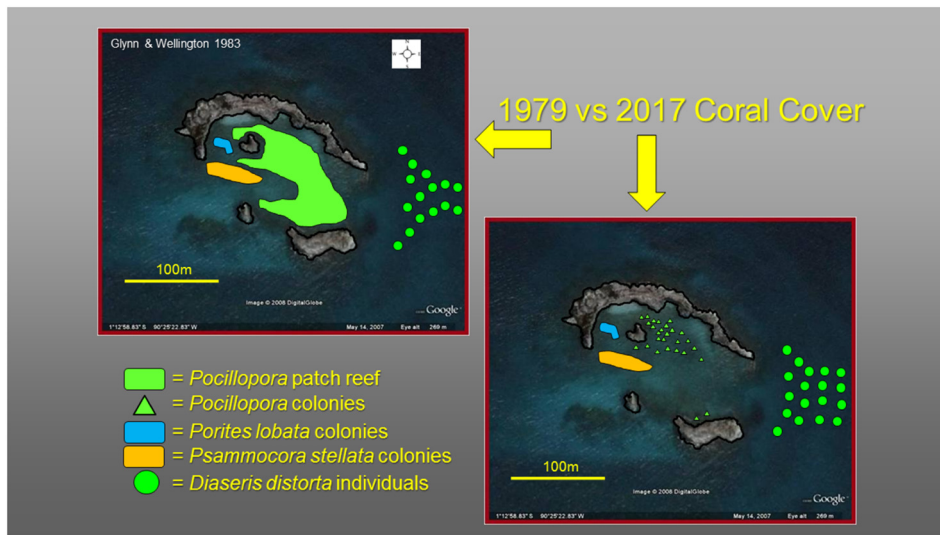 Glynn & Wellington 1983
N
W
E
S
100m
Image © 2008 DigitalGlobe
Google
1°12'58.83" S 90°25'22.83" W May 14, 2007 Eye alt 269 m
1979 vs 2017 Coral Cover
100m
Image © 2008 DigitalGlobe
Google
1°12'58.83" S 90°25'22.83" W May 14, 2007 Eye alt 269 m
= Pocillopora patch reef
= Pocillopora colonies
= Porites lobata colonies
= Psammocora stellata colonies
= Diaseris distorta individuals